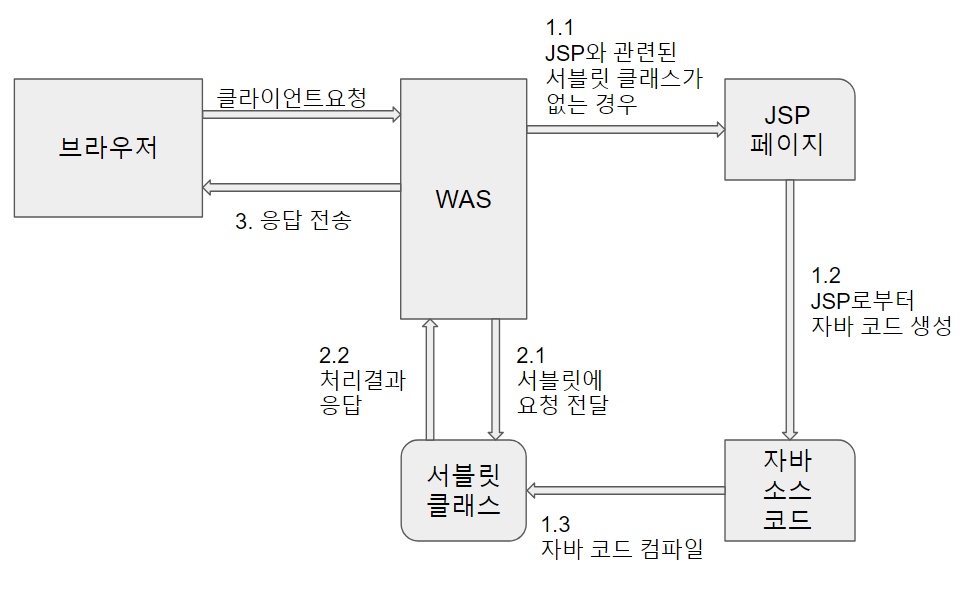 1.1
JSP와 관련된
서블릿 클래스가
없는 경우
클라이언트요청
브라우저
JSP
페이지
WAS
3. 응답 전송
1.2
JSP로부터
자바 코드 생성
2.2
처리결과
응답
2.1
서블릿에
요청 전달
서블릿
클래스
자바
소스
코드
1.3
자바 코드 컴파일